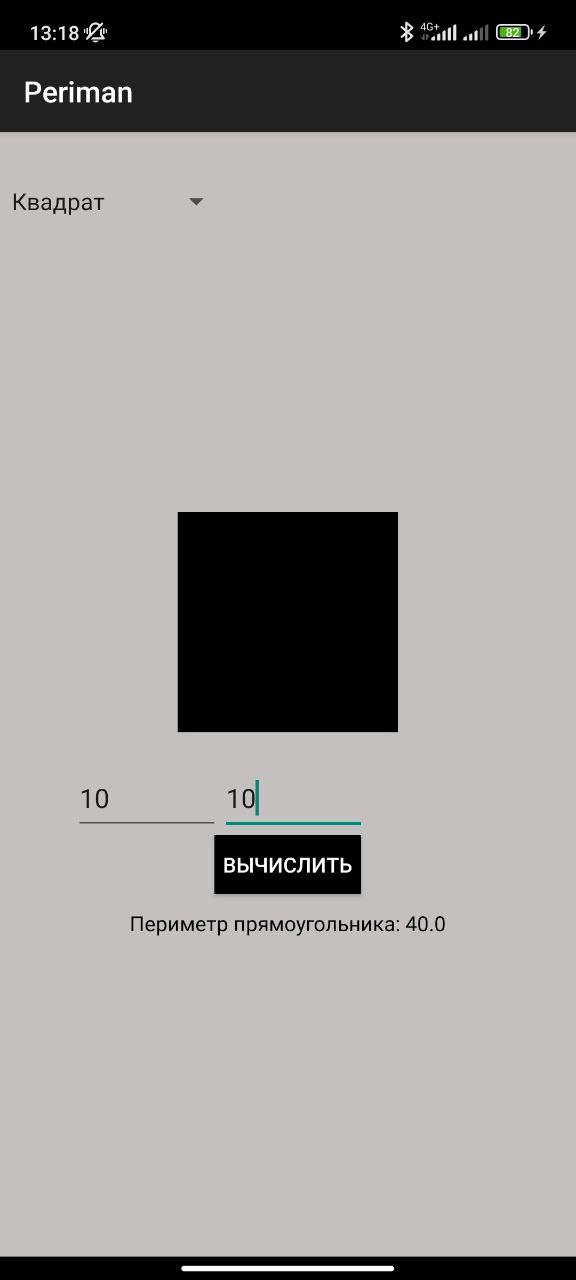 13:18 4G+ 82
Periman
Квадрат
10 10
ВЫЧИСЛИТЬ
Периметр прямоугольника: 40.0